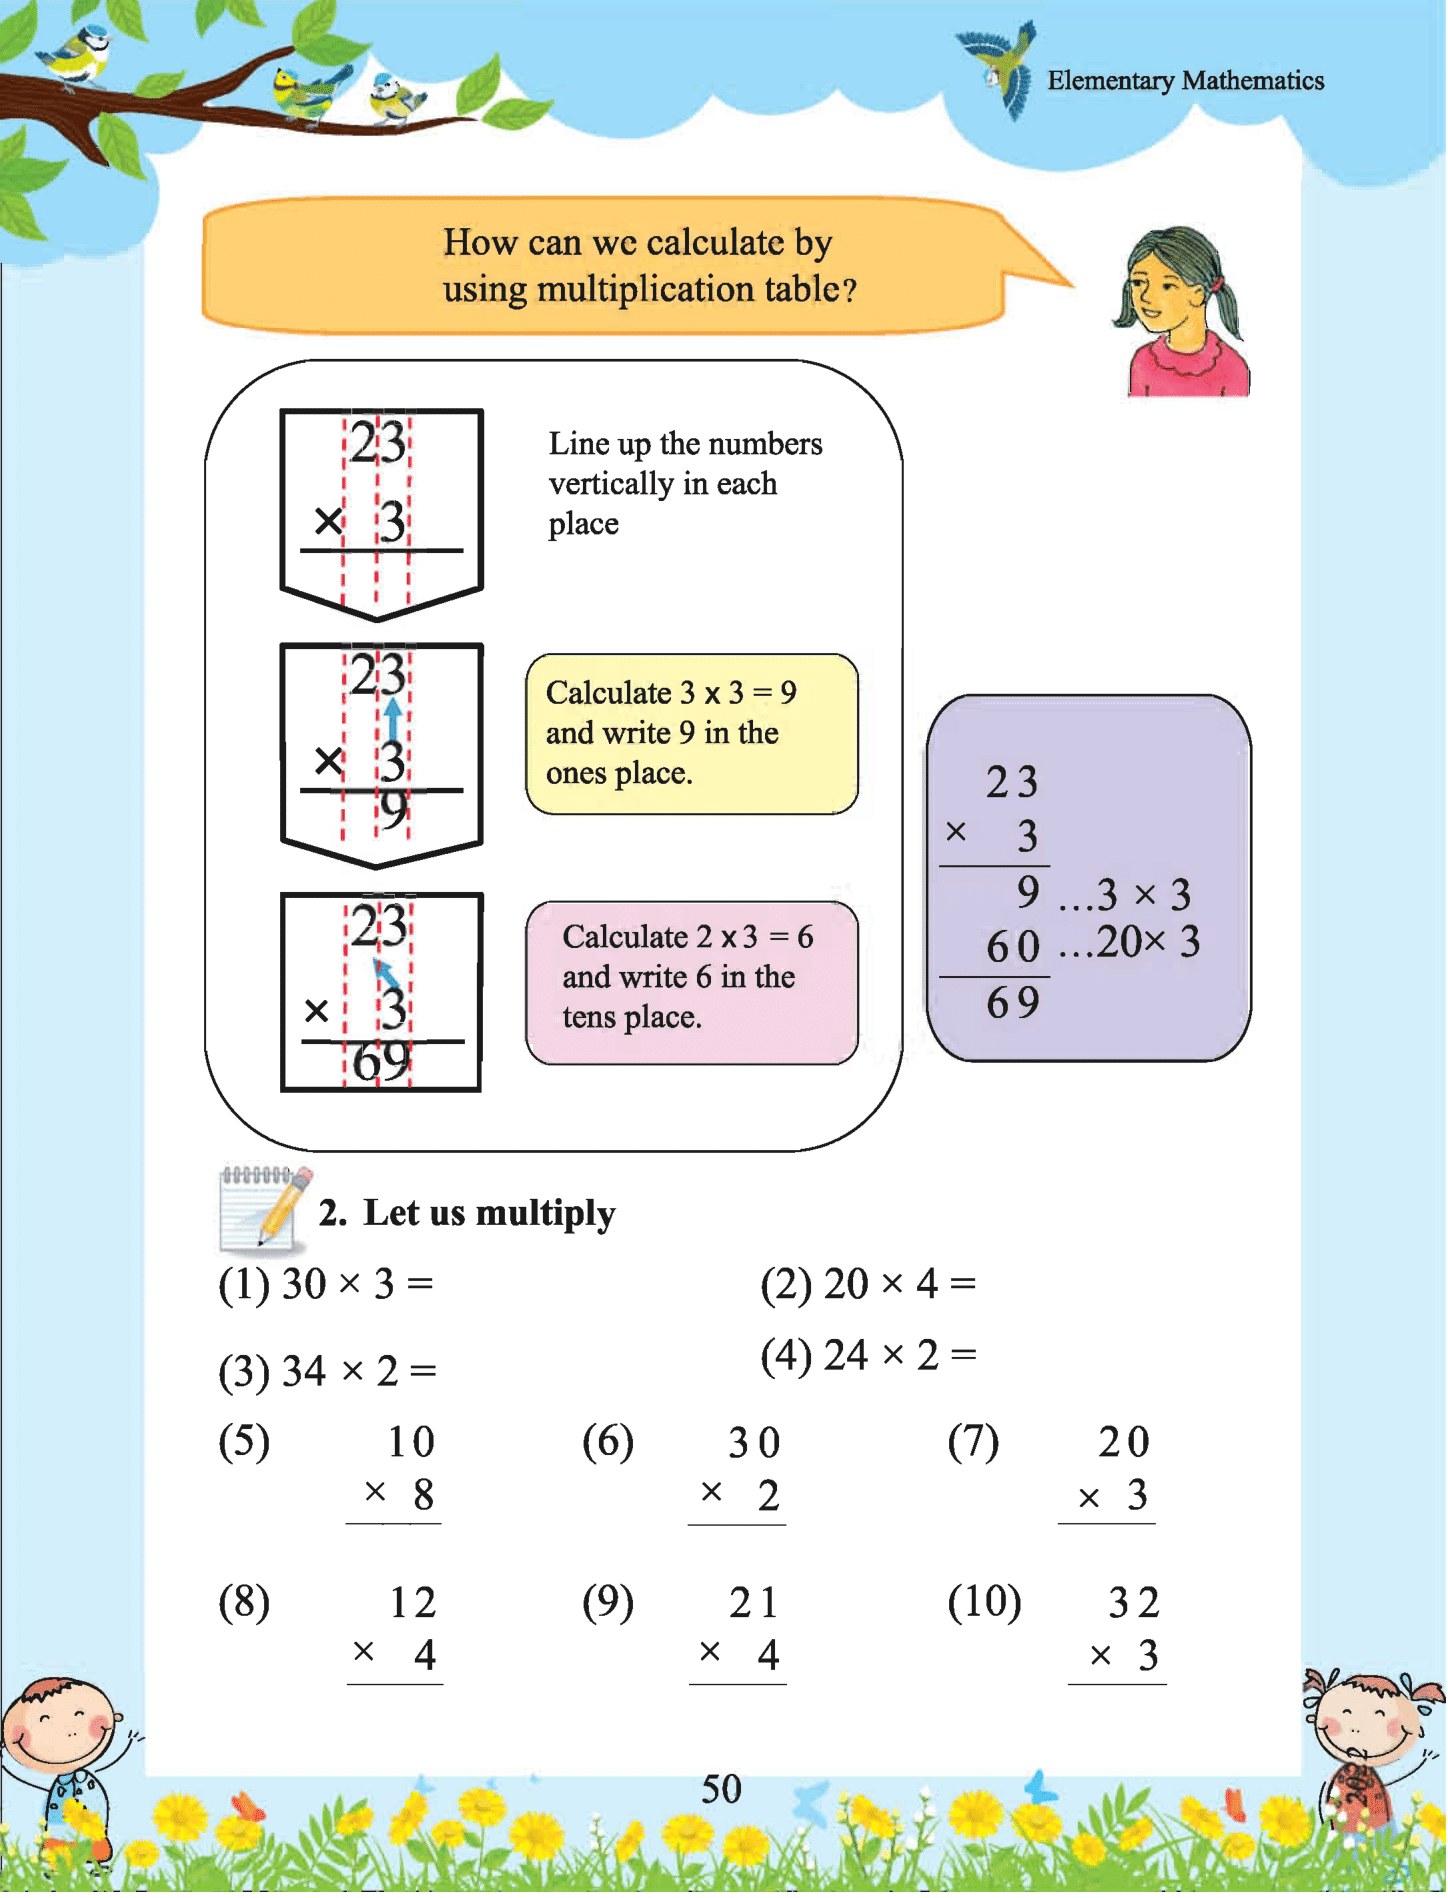 Elementary Mathematics
How can we calculate by
using multiplication table?
23
× 3
Line up the numbers
vertically in each
place
23
× 3
9
Calculate 3 x 3 = 9
and write 9 in the
ones place.
23
× 3
69
Calculate 2 x 3 = 6
and write 6 in the
tens place.
23
× 3
9 ...3 × 3
60 ...20× 3
69
2. Let us multiply
(1) 30 × 3 =
(2) 20 × 4 =
(3) 34 × 2 =
(4) 24 × 2 =
(5) 10
× 8
(6) 30
× 2
(7) 20
× 3
(8) 12
× 4
(9) 21
× 4
(10) 32
× 3
50
2022